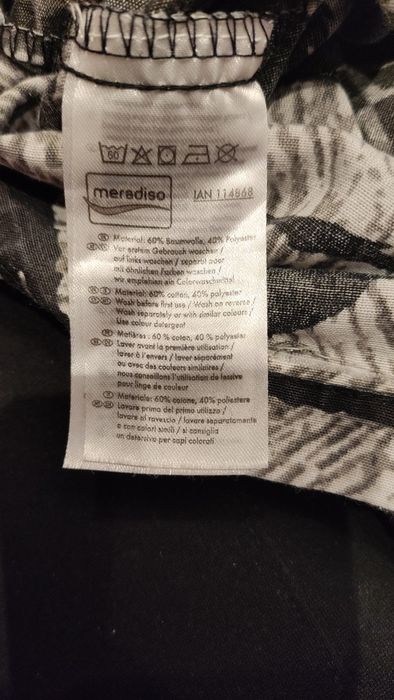 60
meradiso
IAN 114868
Material: 60% Baumwolle, 40% Polyester
Vor erstem Gebrauch waschen /
auf links waschen / separat oder
mit ähnlichen Farben waschen /
wir empfehlen ein Colorwaschmittel
Material: 60% cotton, 40% polyester
Wash before first use / Wash on reverse /
Wash separately or with similar colours /
Use colour detergent
Matières: 60 % coton, 40 % polyester
Laver avant la première utilisation /
laver à l'envers / laver séparément
ou avec des couleurs similaires /
nous conseillons l'utilisation de lessive
pour linge de couleur
Materiale: 60% cotone, 40% poliestere
Lavare prima del primo utilizzo /
lavare al rovescio / lavare separatamente
o con colori simili / si consiglia
un detersivo per capi colorati